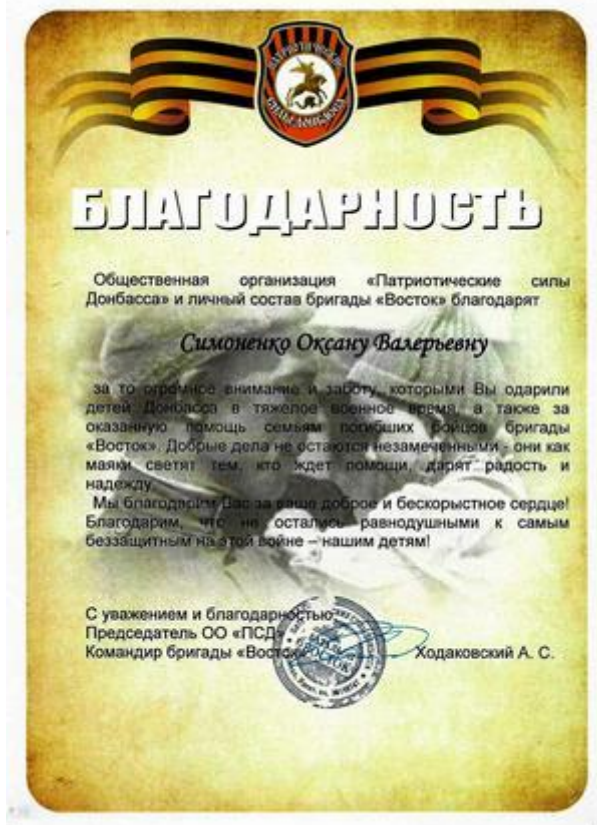 ПАТРИОТИЧЕСКИЕ
СИЛЫ ДОНБАССА
БЛАГОДАРНОСТЬ
Общественная организация «Патриотические силы
Донбасса» и личный состав бригады «Восток» благодарят
Симоненко Оксану Валерьевну
за то огромное внимание и заботу, которыми Вы одарили
детей Донбасса в тяжелое военное время, а также за
оказанную помощь семьям погибших бойцов бригады
«Восток». Добрые дела не остаются незамеченными - они как
маяки светят тем, кто ждет помощи, дарят радость и
надежду.
Мы благодарим Вас за ваше доброе и бескорыстное сердце!
Благодарим, что не остались равнодушными к самым
беззащитным на этой войне – нашим детям!
С уважением и благодарностью
Председатель ОО «ПСД»
Командир бригады «Восток» Ходаковский А. С.
ВОСТОК